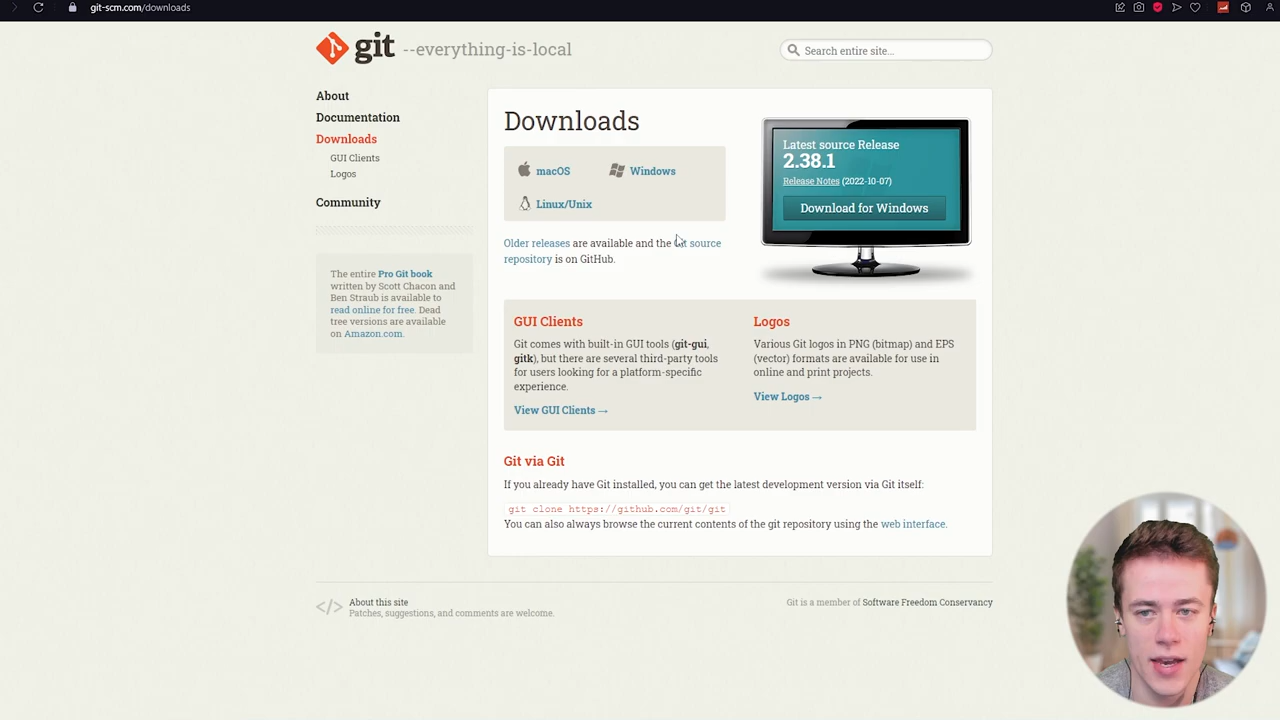 git-scm.com/downloads
git --everything-is-local
Search entire site...
About
Documentation
Downloads
GUI Clients
Logos
Community
The entire Pro Git book
written by Scott Chacon and
Ben Straub is available to
read online for free. Dead
tree versions are available
on Amazon.com.
Downloads
macOS
Windows
Linux/Unix
Older releases are available and the Git source
repository is on GitHub.
Latest source Release
2.38.1
Release Notes (2022-10-07)
Download for Windows
GUI Clients
Git comes with built-in GUI tools (git-gui,
gitk), but there are several third-party tools
for users looking for a platform-specific
experience.
View GUI Clients →
Logos
Various Git logos in PNG (bitmap) and EPS
(vector) formats are available for use in
online and print projects.
View Logos →
Git via Git
If you already have Git installed, you can get the latest development version via Git itself:
git clone https://github.com/git/git
You can also always browse the current contents of the git repository using the web interface.
</> About this site
Patches, suggestions, and comments are welcome.
Git is a member of Software Freedom Conservancy